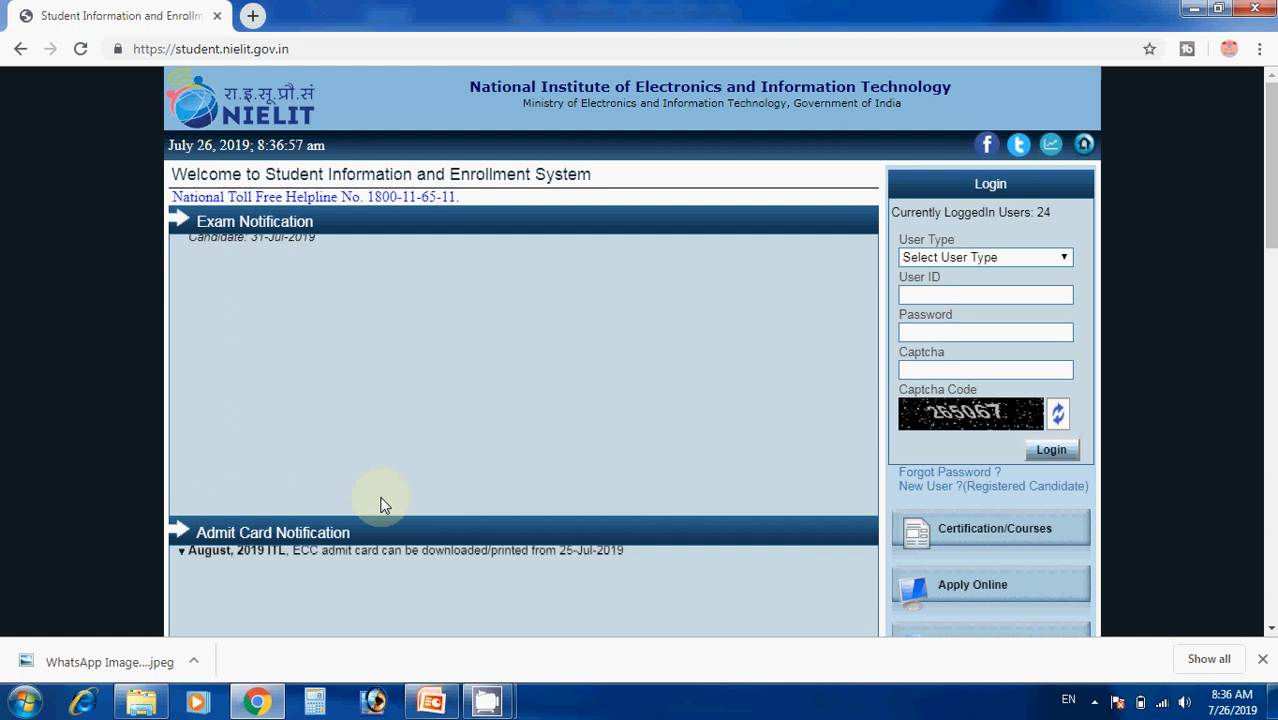 Student Information and Enrollm
https://student.nielit.gov.in
रा.इ.सू.प्रौ.सं
NIELIT
National Institute of Electronics and Information Technology
Ministry of Electronics and Information Technology, Government of India
July 26, 2019; 8:36:57 am
Welcome to Student Information and Enrollment System
National Toll Free Helpline No. 1800-11-65-11.
Exam Notification
Candidate: 31-Jul-2019
Admit Card Notification
August, 2019 ITL, ECC admit card can be downloaded/printed from 25-Jul-2019
Login
Currently LoggedIn Users: 24
User Type
Select User Type
User ID
Password
Captcha
Captcha Code
265067
Login
Forgot Password ?
New User ?(Registered Candidate)
Certification/Courses
Apply Online
WhatsApp Image....jpeg
Show all
EN
8:36 AM
7/26/2019